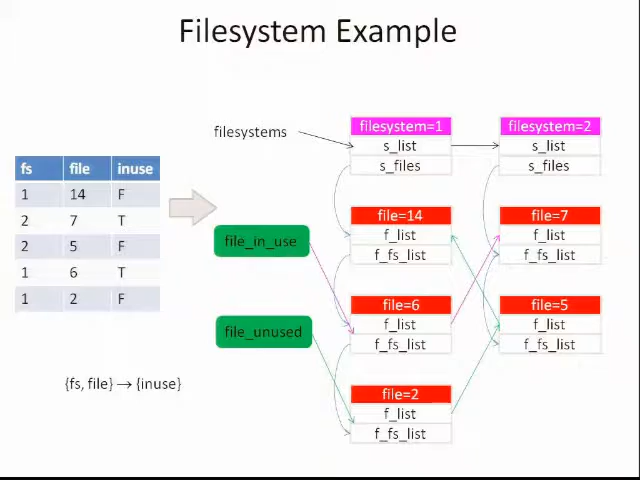 Filesystem Example
fs file inuse
1 14 F
2 7 T
2 5 F
1 6 T
1 2 F
{fs, file} → {inuse}
filesystems
file_in_use
file_unused
filesystem=1
s_list
s_files
file=14
f_list
f_fs_list
file=6
f_list
f_fs_list
file=2
f_list
f_fs_list
filesystem=2
s_list
s_files
file=7
f_list
f_fs_list
file=5
f_list
f_fs_list